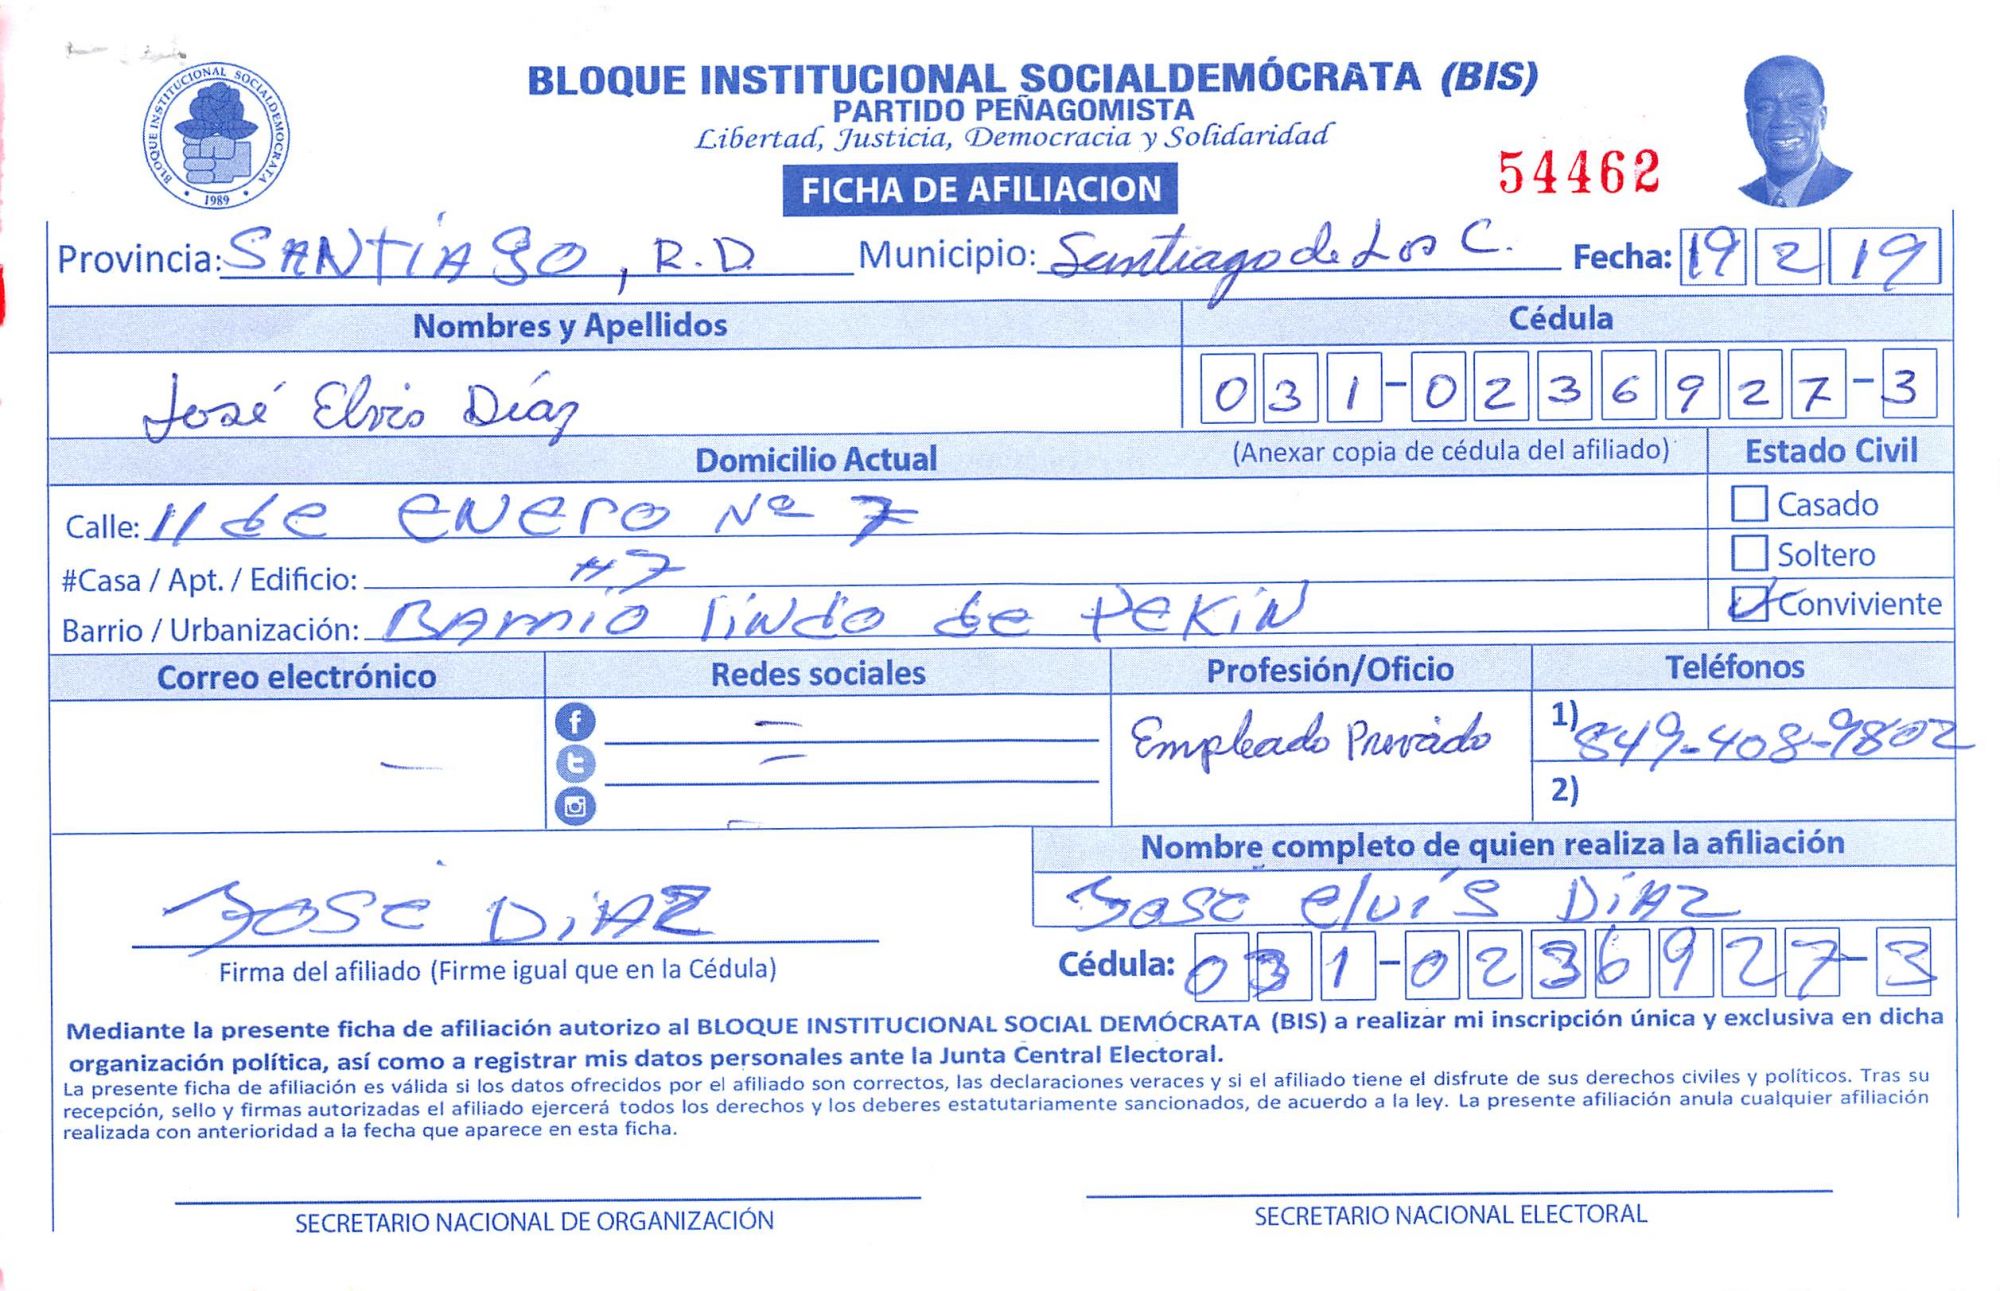 BLOQUE INSTITUCIONAL SOCIALDEMOCRATA
1989
BLOQUE INSTITUCIONAL SOCIALDEMÓCRATA (BIS)
PARTIDO PEÑAGOMISTA
Libertad, Justicia, Democracia y Solidaridad
FICHA DE AFILIACION
54462
Provincia: SANTIAGO, R.D. Municipio: Santiago de Los C. Fecha: 19 2 19
Nombres y Apellidos Cédula
José Elvis Díaz 031-0236927-3
Domicilio Actual (Anexar copia de cédula del afiliado) Estado Civil
Calle: 11 de enero Nº 7 Casado
#Casa / Apt. / Edificio: #7 Soltero
Barrio / Urbanización: Barrio lindo de Pekin Conviviente
Correo electrónico Redes sociales Profesión/Oficio Teléfonos
— — Empleado Privado 1) 849-408-9802
—
2)
—
Nombre completo de quien realiza la afiliación
JOSE DiAZ Jose elvis DiAZ
Firma del afiliado (Firme igual que en la Cédula) Cédula: 031-0236927-3
Mediante la presente ficha de afiliación autorizo al BLOQUE INSTITUCIONAL SOCIAL DEMÓCRATA (BIS) a realizar mi inscripción única y exclusiva en dicha
organización política, así como a registrar mis datos personales ante la Junta Central Electoral.
La presente ficha de afiliación es válida si los datos ofrecidos por el afiliado son correctos, las declaraciones veraces y si el afiliado tiene el disfrute de sus derechos civiles y políticos. Tras su
recepción, sello y firmas autorizadas el afiliado ejercerá todos los derechos y los deberes estatutariamente sancionados, de acuerdo a la ley. La presente afiliación anula cualquier afiliación
realizada con anterioridad a la fecha que aparece en esta ficha.
SECRETARIO NACIONAL DE ORGANIZACIÓN SECRETARIO NACIONAL ELECTORAL